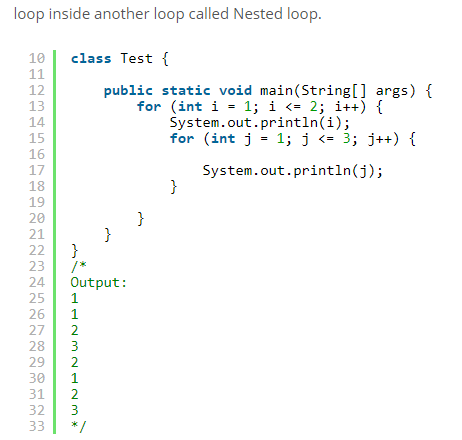 loop inside another loop called Nested loop.
10 class Test {
11
12 public static void main(String[] args) {
13 for (int i = 1; i <= 2; i++) {
14 System.out.println(i);
15 for (int j = 1; j <= 3; j++) {
16
17 System.out.println(j);
18 }
19
20 }
21 }
22 }
23 /*
24 Output:
25 1
26 1
27 2
28 3
29 2
30 1
31 2
32 3
33 */